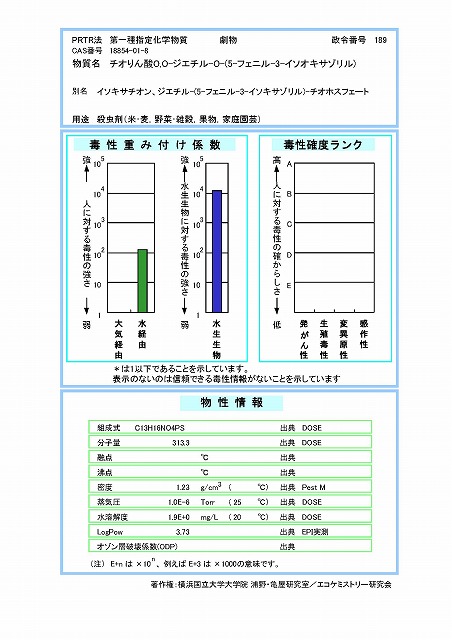 PRTR法 第一種指定化学物質 劇物 政令番号 189
CAS番号 18854-01-8
物質名 チオりん酸O,O-ジエチル-O-(5-フェニル-3-イソオキサゾリル)
別名 イソキサチオン、ジエチル-(5-フェニル-3-イソキサゾリル)-チオホスフェート
用途 殺虫剤(米・麦, 野菜・雑穀, 果物, 家庭園芸)
毒性重み付け係数
強 人に対する毒性の強さ 弱
10^5
10^4
10^3
10^2
10
1
大気経由 水経由
強 水生生物に対する毒性の強さ 弱
10^5
10^4
10^3
10^2
10
1
水生生物
毒性確度ランク
高 人に対する毒性の確からしさ 低
A
B
C
D
E
発がん性 生殖毒性 変異原性 感作性
*は1以下であることを示しています。
表示のないのは信頼できる毒性情報がないことを示しています
物性情報
組成式 C13H16NO4PS 出典 DOSE
分子量 313.3 出典 DOSE
融点 ℃ 出典
沸点 ℃ 出典
密度 1.23 g/cm3 ( ℃) 出典 Pest M
蒸気圧 1.0E-6 Torr (25 ℃) 出典 DOSE
水溶解度 1.9E+0 mg/L (20 ℃) 出典 DOSE
LogPow 3.73 出典 EPI実測
オゾン層破壊係数(ODP) 出典
(注) E+n は ×10^n、例えば E+3 は ×1000の意味です。
著作権:横浜国立大学大学院 浦野・亀屋研究室/エコケミストリー研究会